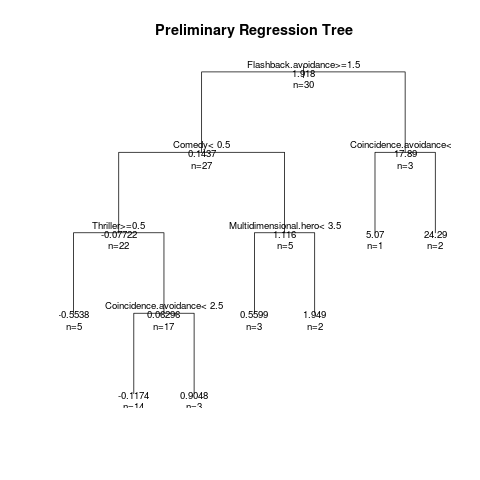 Preliminary Regression Tree
Flashback.avoidance>=1.5
1.918
n=30
Comedy< 0.5
0.1437
n=27
Coincidence.avoidance<
17.89
n=3
Thriller>=0.5
-0.07722
n=22
Multidimensional.hero< 3.5
1.116
n=5
5.07
n=1
24.29
n=2
-0.5538
n=5
Coincidence.avoidance< 2.5
0.06296
n=17
0.5599
n=3
1.949
n=2
-0.1174
n=14
0.9048
n=3